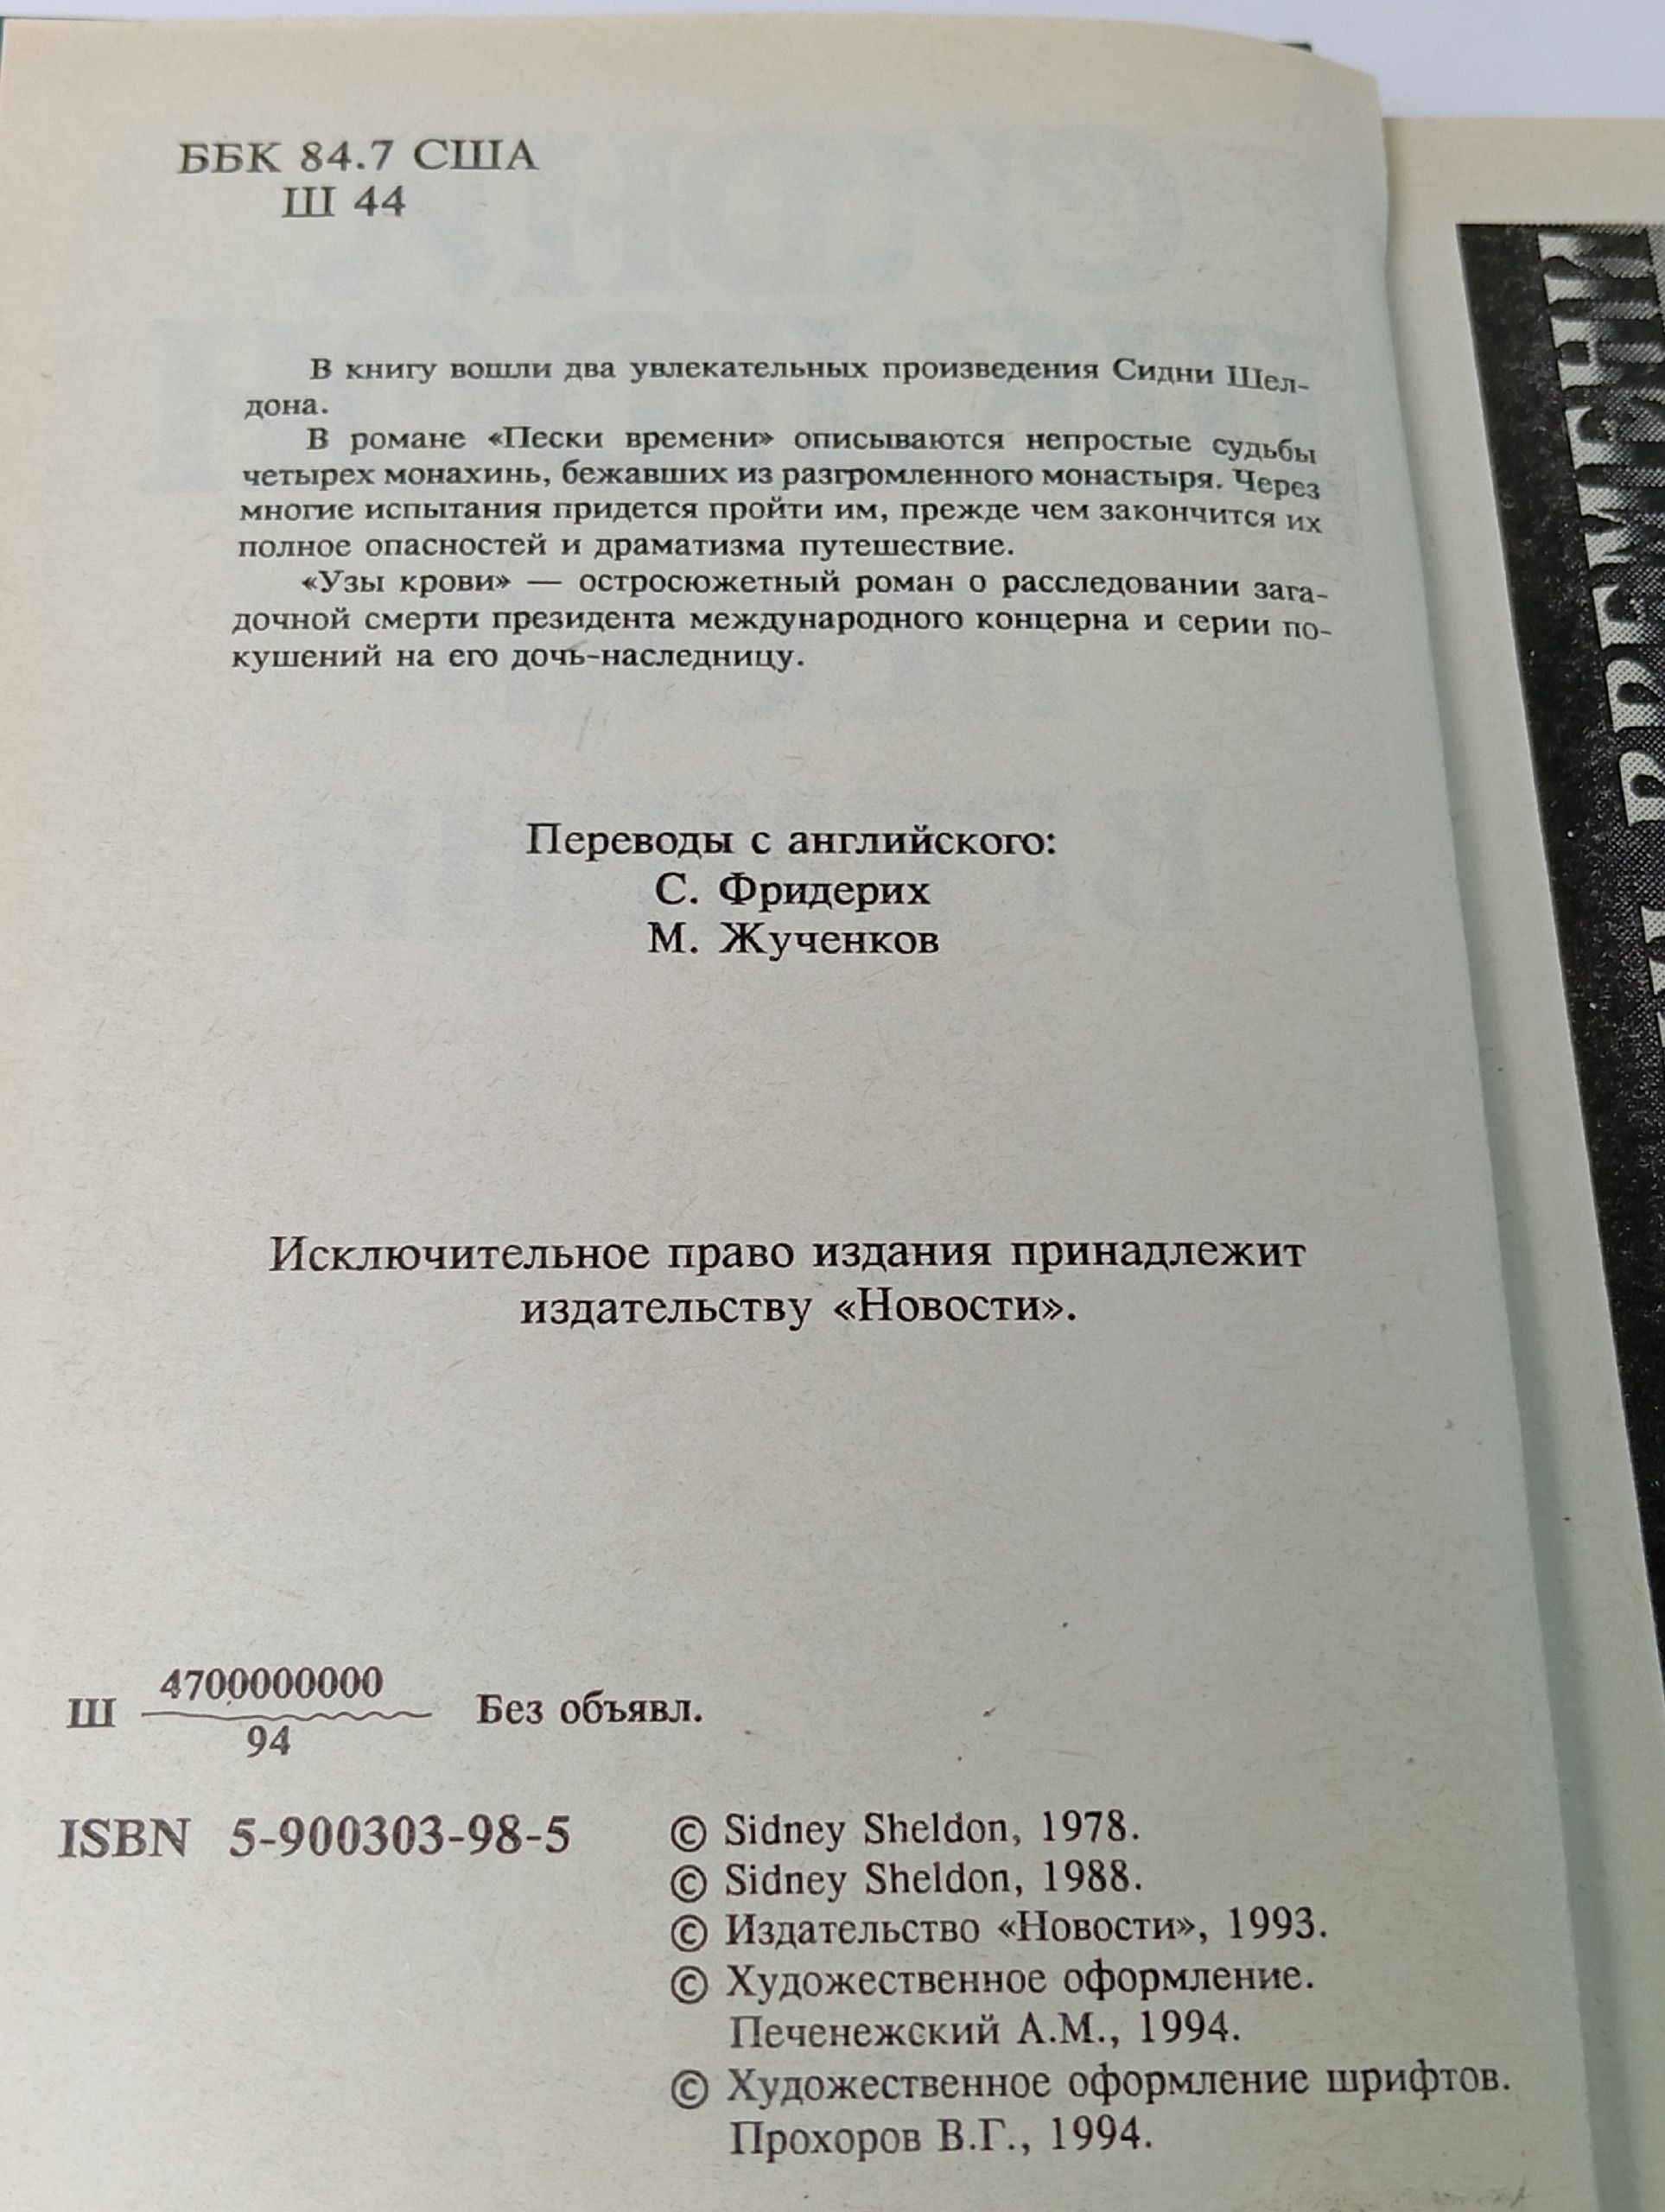 ББК 84.7 США
Ш 44
В книгу вошли два увлекательных произведения Сидни Шел-
дона.
В романе «Пески времени» описываются непростые судьбы
четырех монахинь, бежавших из разгромленного монастыря. Через
многие испытания придется пройти им, прежде чем закончится их
полное опасностей и драматизма путешествие.
«Узы крови» — остросюжетный роман о расследовании зага-
дочной смерти президента международного концерна и серии по-
кушений на его дочь-наследницу.
Переводы с английского:
С. Фридерих
М. Жученков
Исключительное право издания принадлежит
издательству «Новости».
Ш 4700000000
94
Без объявл.
ISBN 5-900303-98-5
© Sidney Sheldon, 1978.
© Sidney Sheldon, 1988.
© Издательство «Новости», 1993.
© Художественное оформление.
Печенежский А.М., 1994.
© Художественное оформление шрифтов.
Прохоров В.Г., 1994.
ВРЕМЕНИ